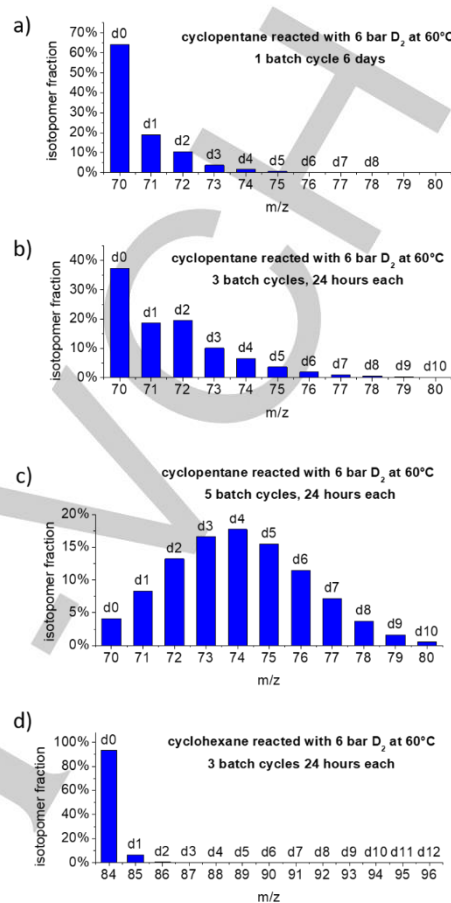 a)
cyclopentane reacted with 6 bar D2 at 60°C
1 batch cycle 6 days
isotopomer fraction
70%
60%
50%
40%
30%
20%
10%
0%
d0 d1 d2 d3 d4 d5 d6 d7 d8
70 71 72 73 74 75 76 77 78 79 80
m/z
b)
cyclopentane reacted with 6 bar D2 at 60°C
3 batch cycles, 24 hours each
isotopomer fraction
40%
30%
20%
10%
0%
d0 d1 d2 d3 d4 d5 d6 d7 d8 d9 d10
70 71 72 73 74 75 76 77 78 79 80
m/z
c)
cyclopentane reacted with 6 bar D2 at 60°C
5 batch cycles, 24 hours each
isotopomer fraction
20%
15%
10%
5%
0%
d0 d1 d2 d3 d4 d5 d6 d7 d8 d9 d10
70 71 72 73 74 75 76 77 78 79 80
m/z
d)
cyclohexane reacted with 6 bar D2 at 60°C
3 batch cycles 24 hours each
isotopomer fraction
100%
80%
60%
40%
20%
0%
d0 d1 d2 d3 d4 d5 d6 d7 d8 d9 d10 d11 d12
84 85 86 87 88 89 90 91 92 93 94 95 96
m/z